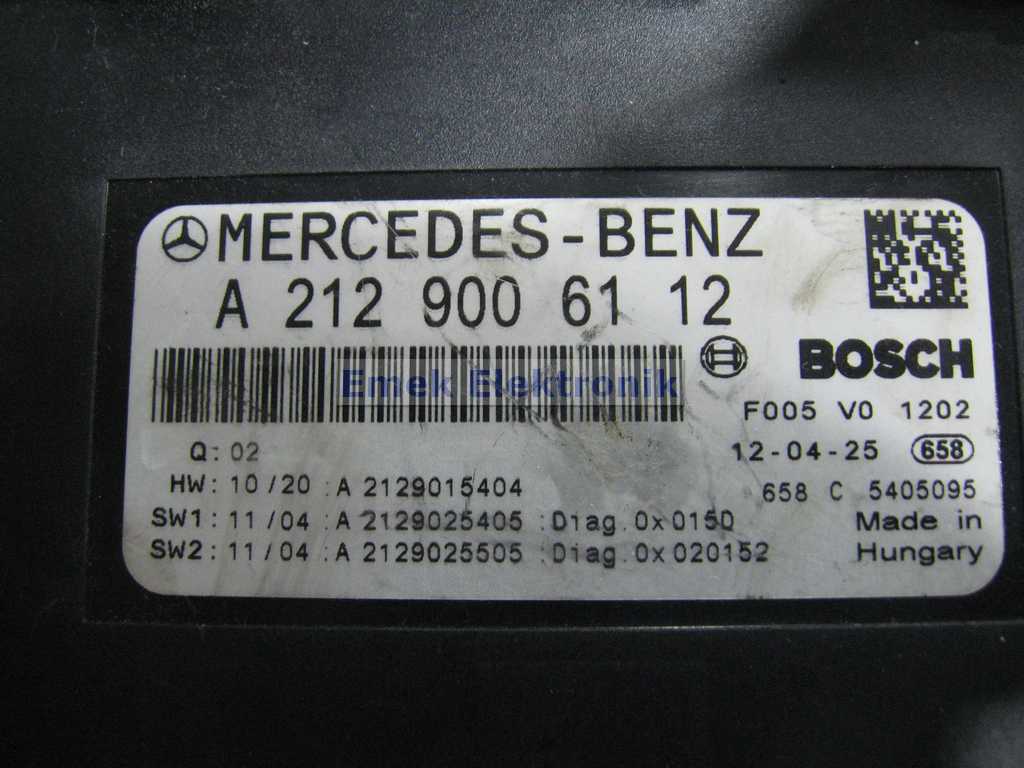 MERCEDES-BENZ
A 212 900 61 12
Emek Elektronik
BOSCH
F005 V0 1202
Q: 02
12-04-25 658
HW: 10/20 :A 2129015404
658 C 5405095
SW1: 11/04 :A 2129025405 :Diag.0x0150
Made in
SW2: 11/04 :A 2129025505 :Diag.0x020152
Hungary